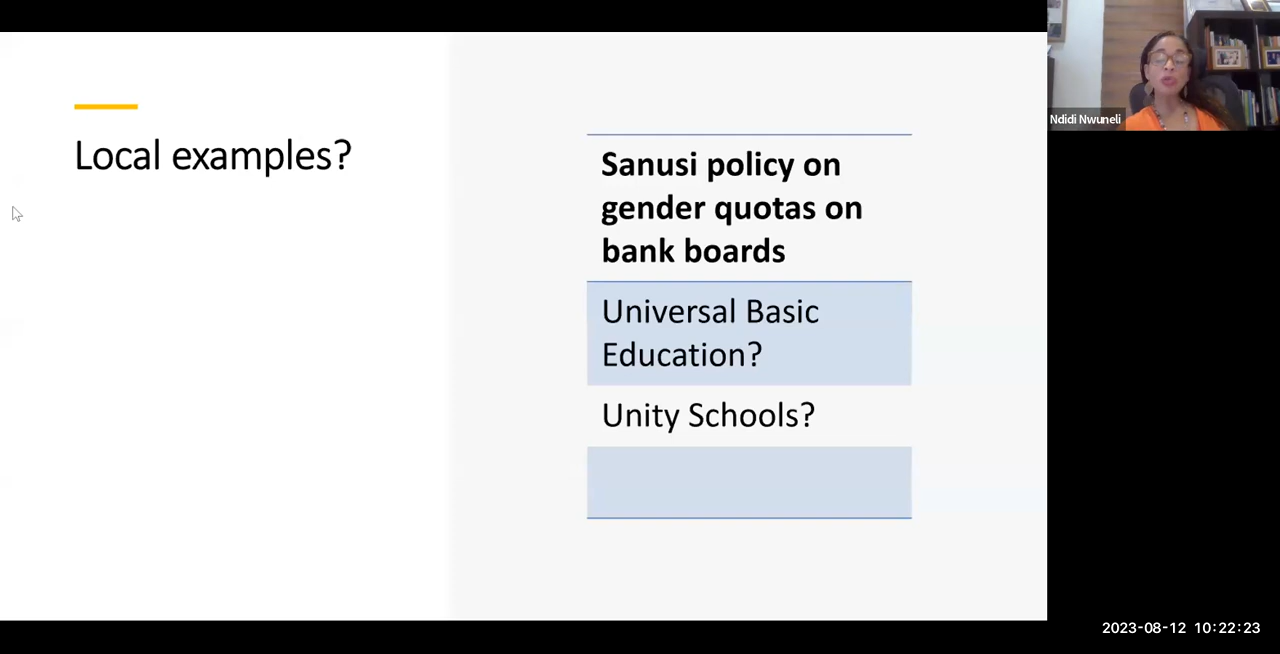 Local examples?
Sanusi policy on
gender quotas on
bank boards
Universal Basic
Education?
Unity Schools?
Ndidi Nwuneli
2023-08-12 10:22:23